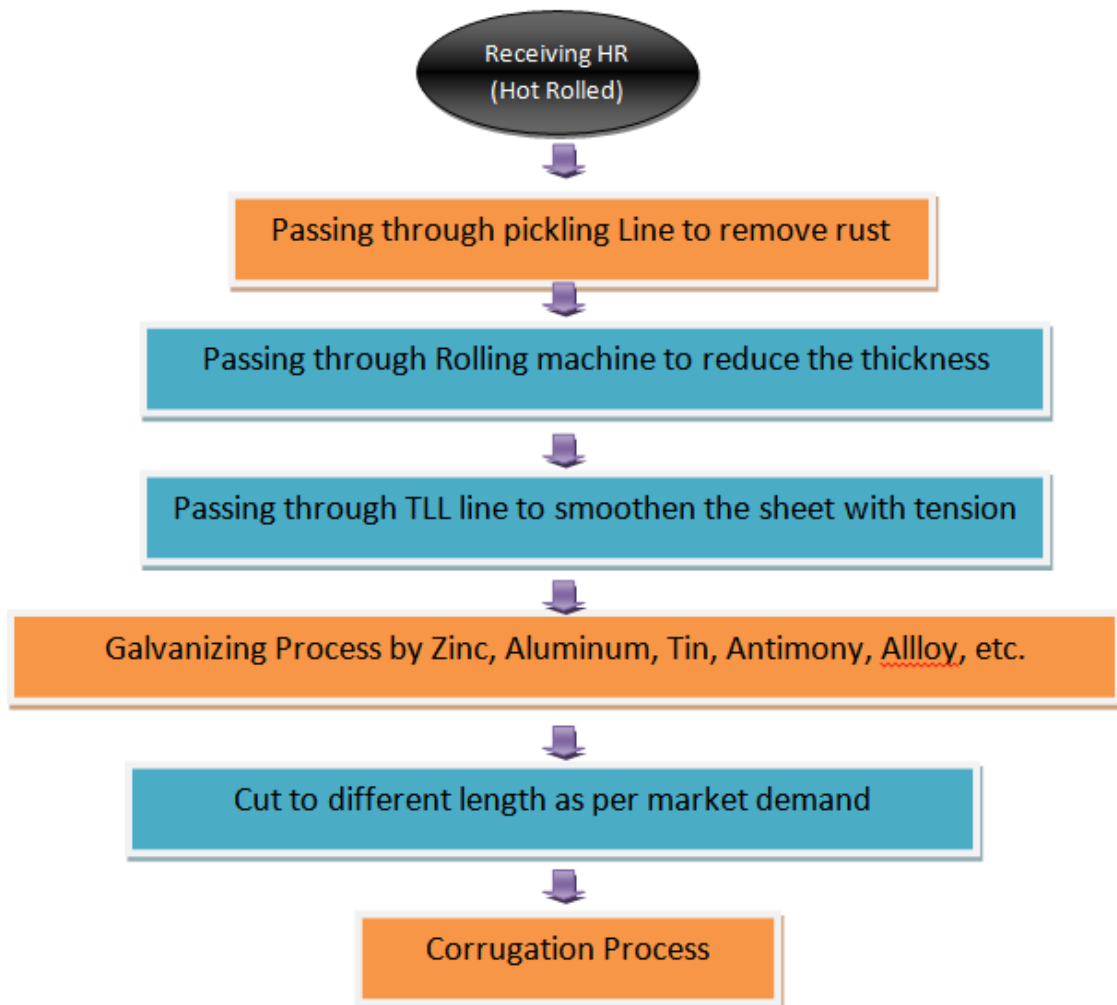 Receiving HR
(Hot Rolled)
Passing through pickling Line to remove rust
Passing through Rolling machine to reduce the thickness
Passing through TLL line to smoothen the sheet with tension
Galvanizing Process by Zinc, Aluminum, Tin, Antimony, Allloy, etc.
Cut to different length as per market demand
Corrugation Process